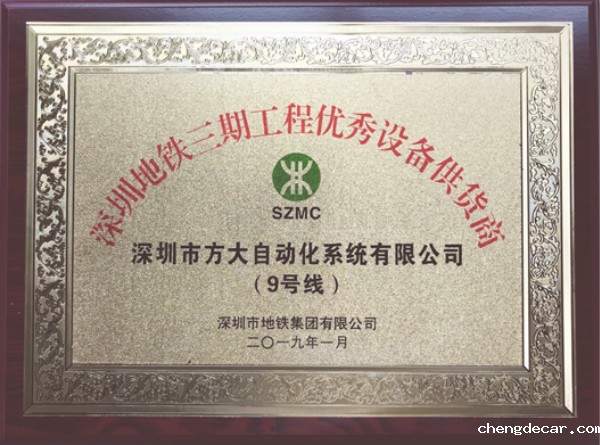 深圳地铁三期工程优秀设备供货商
SZMC
深圳市方大自动化系统有限公司
（9号线）
深圳市地铁集团有限公司
二〇一九年一月
chengdecar.com